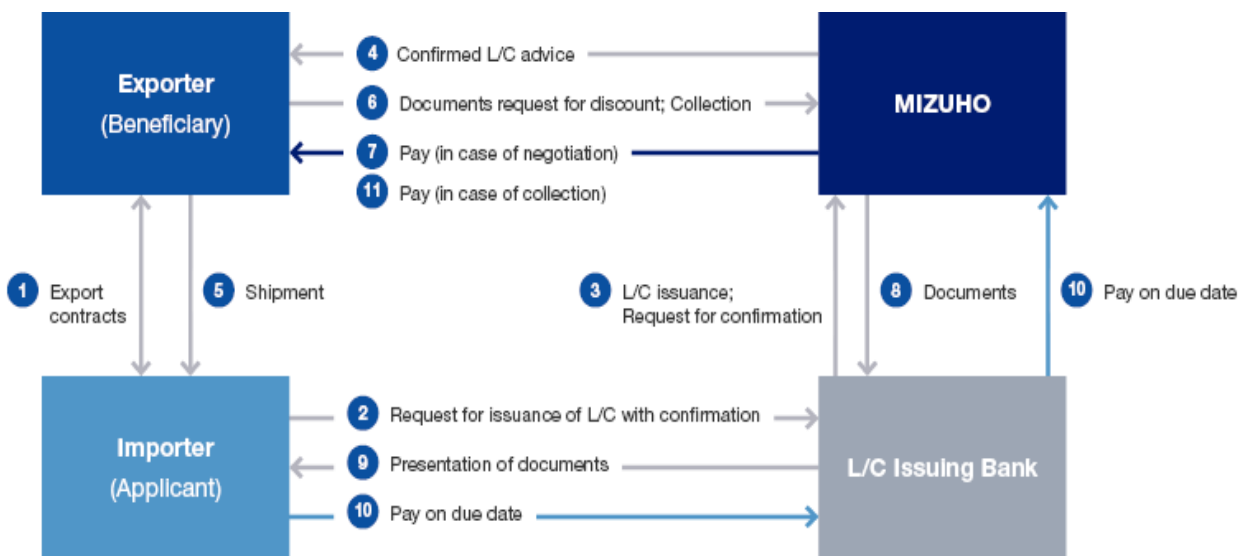 4 Confirmed L/C advice
Exporter
(Beneficiary)
MIZUHO
6 Documents request for discount; Collection
7 Pay (in case of negotiation)
11 Pay (in case of collection)
1 Export
contracts
5 Shipment
3 L/C issuance;
Request for confirmation
8 Documents
10 Pay on due date
2 Request for issuance of L/C with confirmation
Importer
(Applicant)
9 Presentation of documents
L/C Issuing Bank
10 Pay on due date